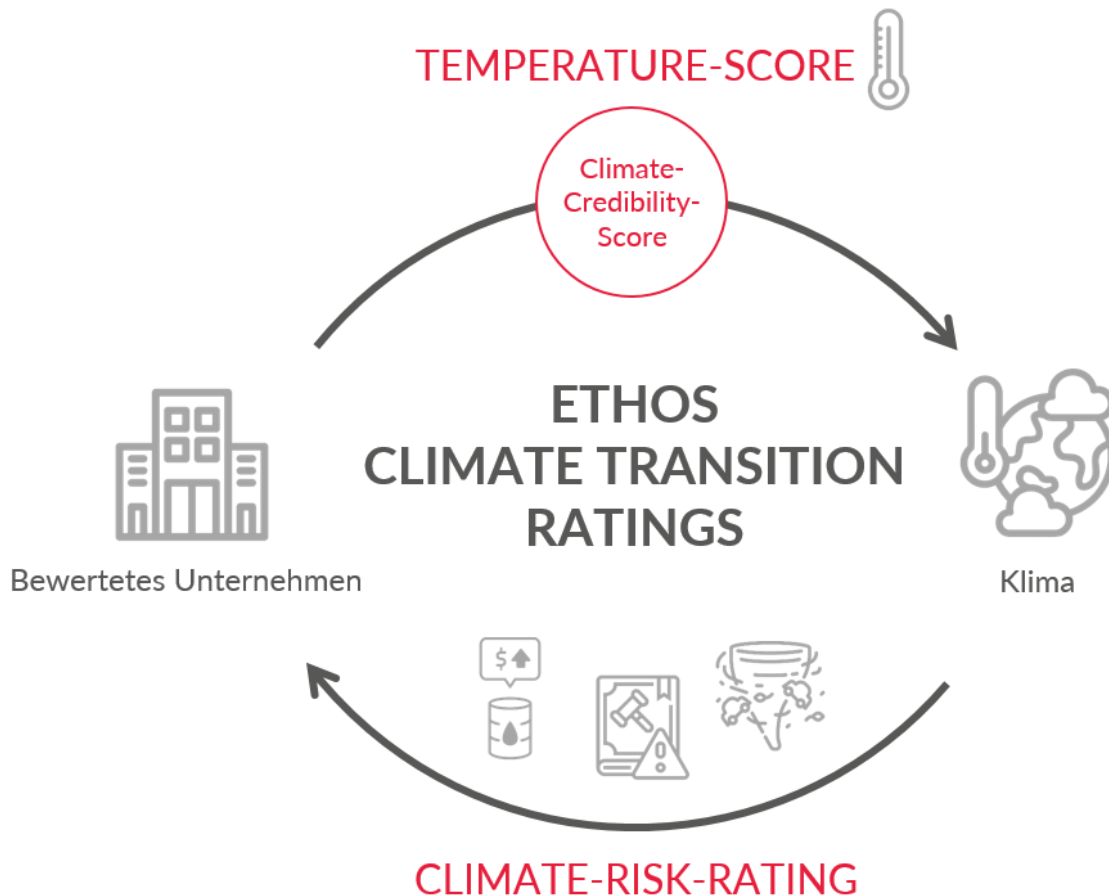 TEMPERATURE-SCORE
Climate-
Credibility-
Score
ETHOS
CLIMATE TRANSITION
RATINGS
Bewertetes Unternehmen
Klima
$
CLIMATE-RISK-RATING